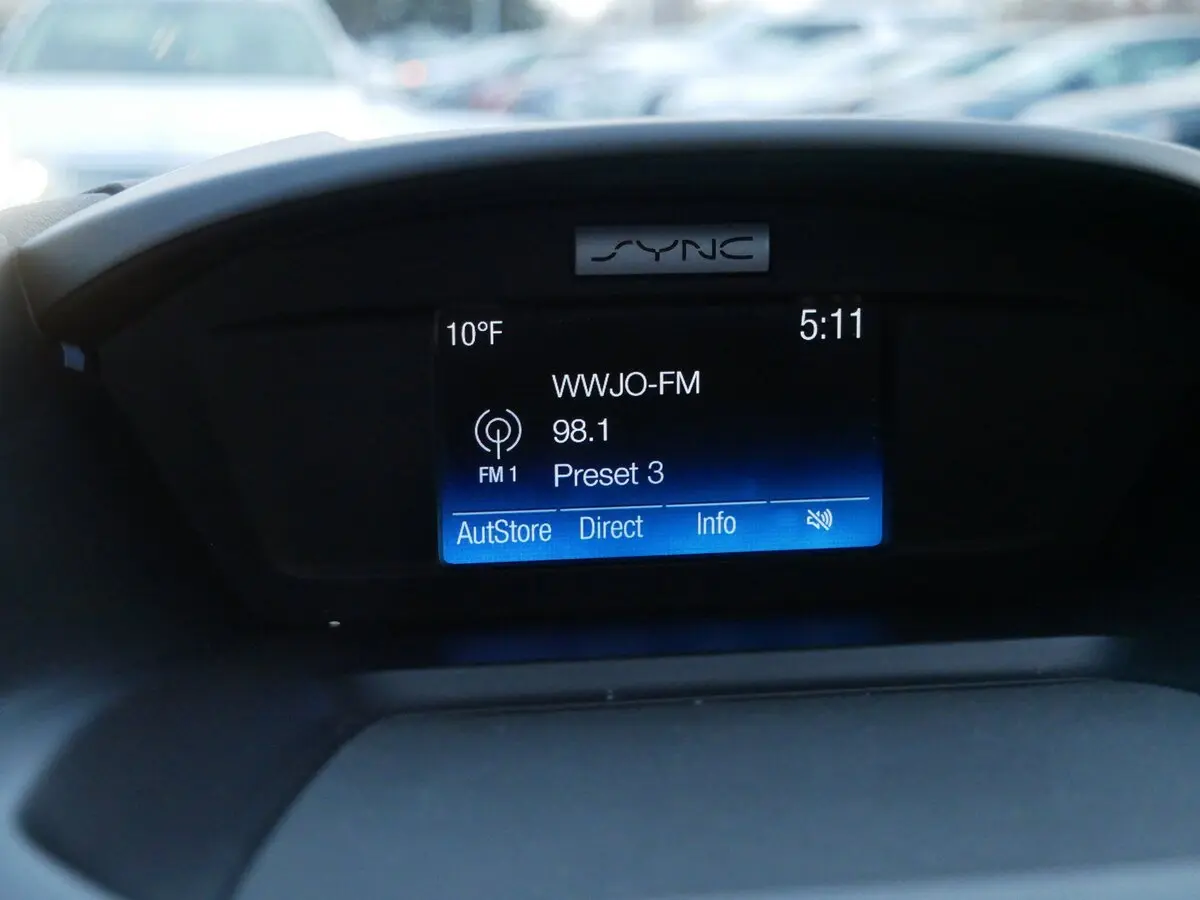 SYNC
10°F 5:11
WWJO-FM
98.1
FM 1 Preset 3
AutStore Direct Info